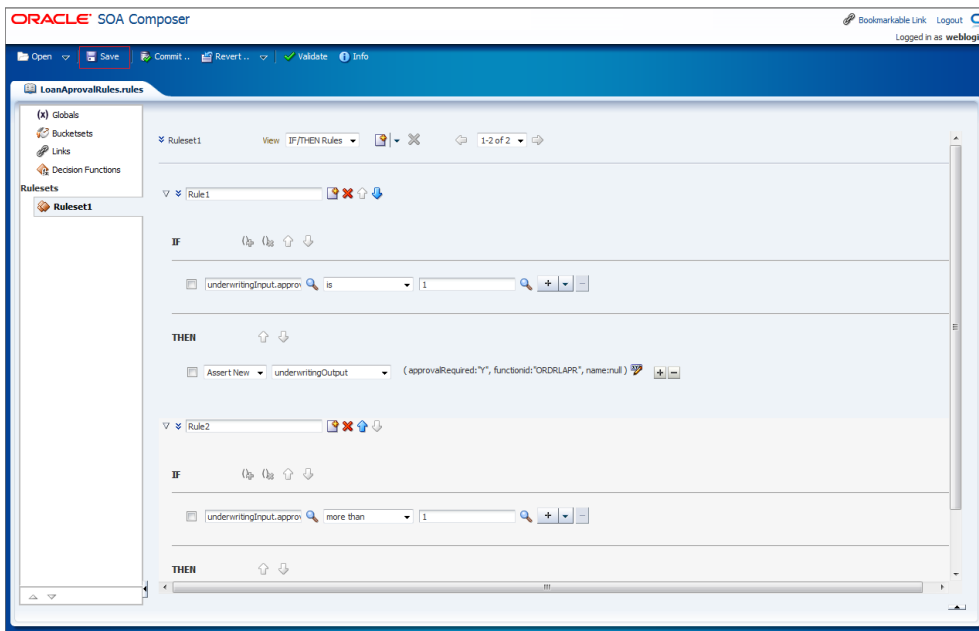 ORACLE SOA Composer
Bookmarkable Link Logout
Logged in as weblogi
Open Save Commit .. Revert .. Validate Info
LoanAprovalRules.rules
(x) Globals
Bucketsets
Links
Decision Functions
Rulesets
Ruleset1
Ruleset1 View IF/THEN Rules 1-2 of 2
Rule1
IF
underwritingInput.approv is 1
THEN
Assert New underwritingOutput ( approvalRequired:"Y", functionid:"ORDRLAPR", name:null )
Rule2
IF
underwritingInput.approv more than 1
THEN